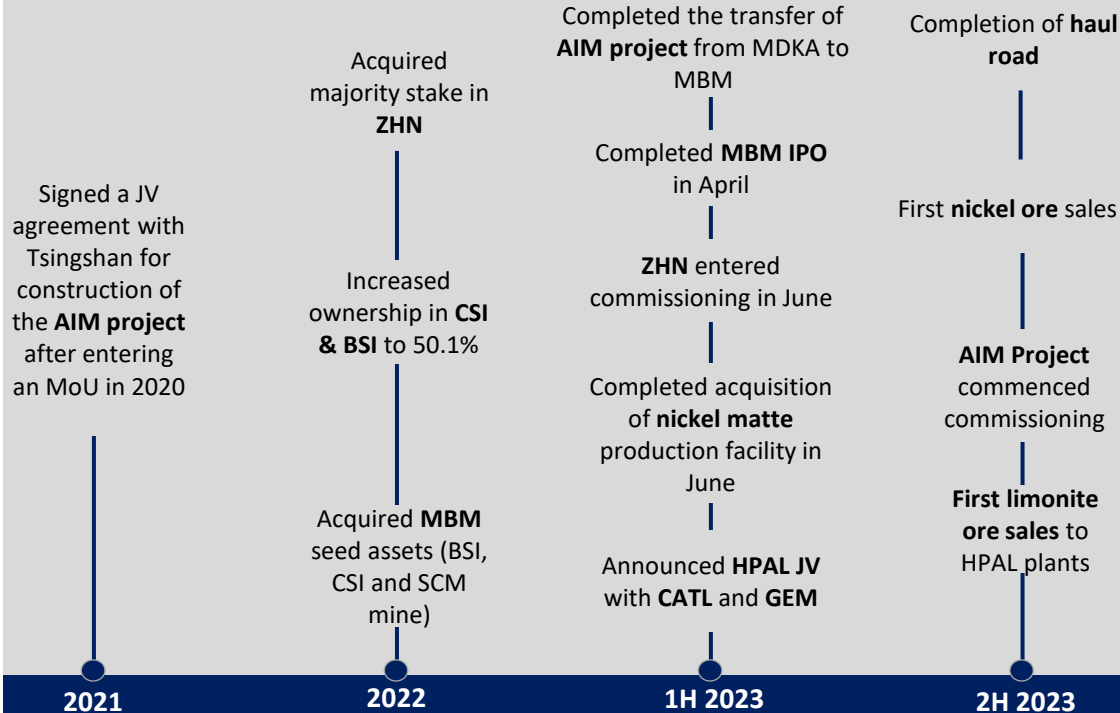 Signed a JV
agreement with
Tsingshan for
construction of
the AIM project
after entering
an MoU in 2020
2021
Acquired
majority stake in
ZHN
Increased
ownership in CSI
& BSI to 50.1%
Acquired MBM
seed assets (BSI,
CSI and SCM
mine)
2022
Completed the transfer of
AIM project from MDKA to
MBM
Completed MBM IPO
in April
ZHN entered
commissioning in June
Completed acquisition
of nickel matte
production facility in
June
Announced HPAL JV
with CATL and GEM
1H 2023
Completion of haul
road
First nickel ore sales
AIM Project
commenced
commissioning
First limonite
ore sales to
HPAL plants
2H 2023